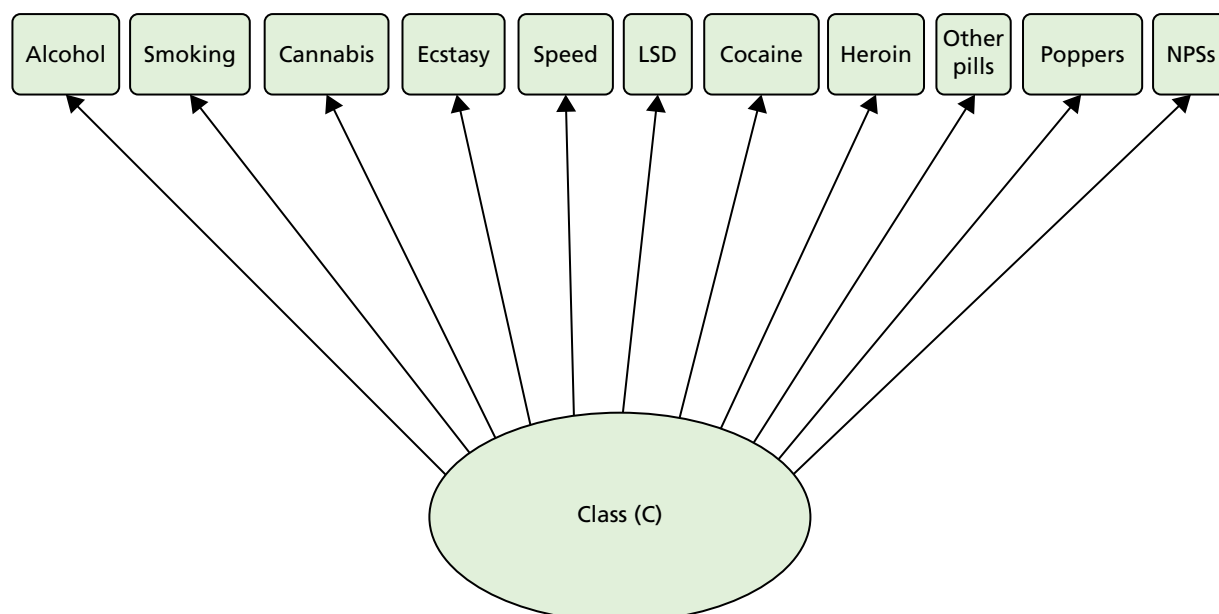 Alcohol
Smoking
Cannabis
Ecstasy
Speed
LSD
Cocaine
Heroin
Other
pills
Poppers
NPSs
Class (C)